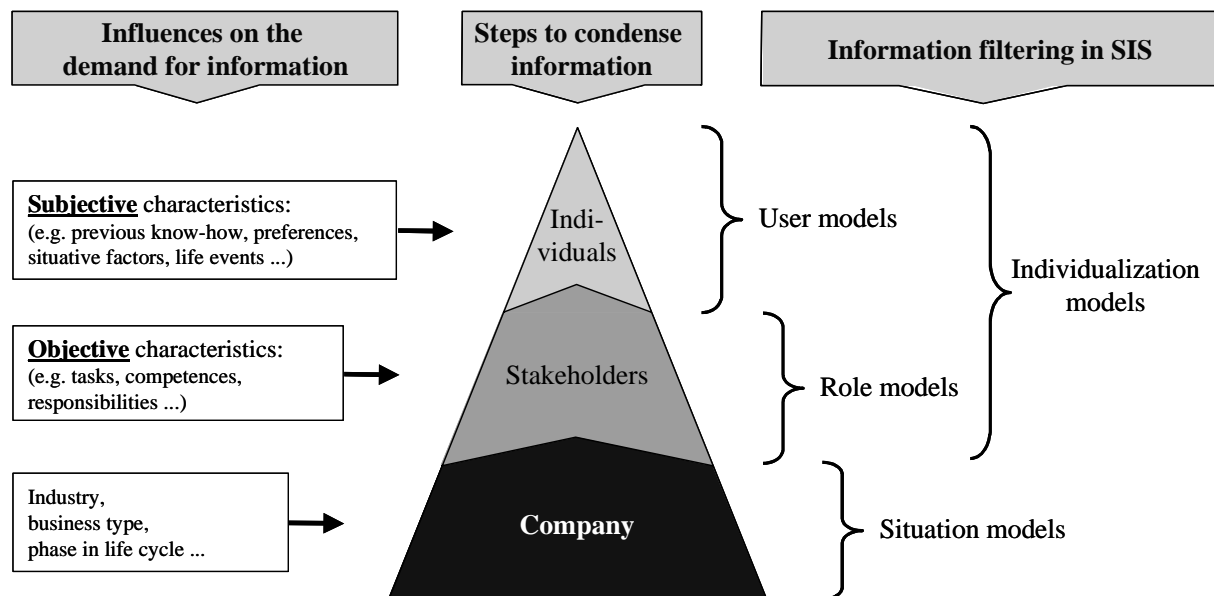 Influences on the
demand for information
Steps to condense
information
Information filtering in SIS
Subjective characteristics:
(e.g. previous know-how, preferences,
situative factors, life events ...)
Indi-
viduals
User models
Individualization
models
Objective characteristics:
(e.g. tasks, competences,
responsibilities ...)
Stakeholders
Role models
Industry,
business type,
phase in life cycle ...
Company
Situation models